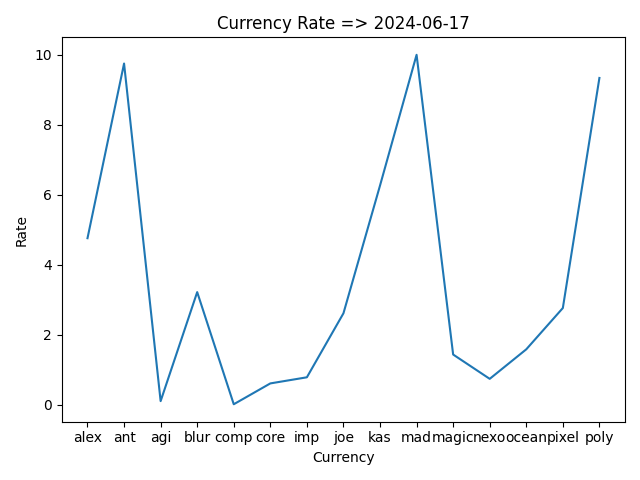 Currency Rate => 2024-06-17
10
8
6
4
2
0
Rate
alex ant agi blur comp core imp joe kas mad magic nexo ocean pixel poly
Currency